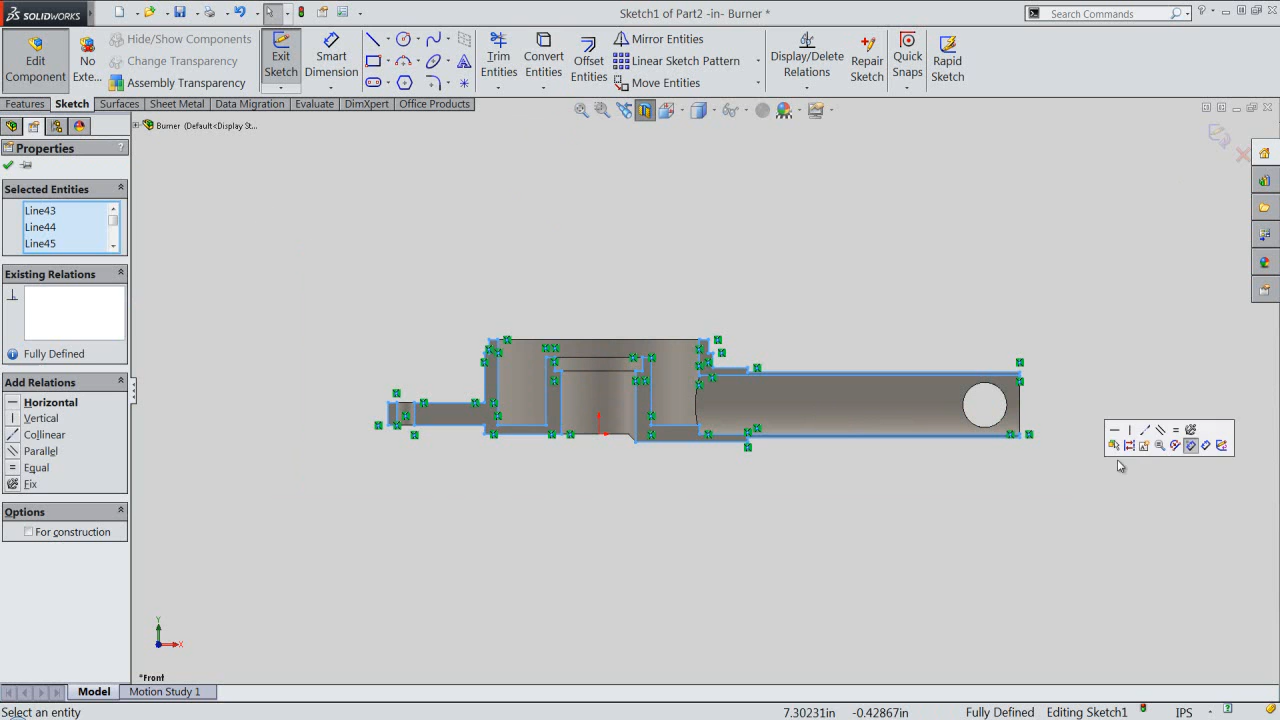 SOLIDWORKS
Sketch1 of Part2 -in- Burner *
Search Commands
Edit Component
No Exte...
Hide/Show Components
Change Transparency
Assembly Transparency
Exit Sketch
Smart Dimension
Trim Entities
Convert Entities
Offset Entities
Mirror Entities
Linear Sketch Pattern
Move Entities
Display/Delete Relations
Repair Sketch
Quick Snaps
Rapid Sketch
Features
Sketch
Surfaces
Sheet Metal
Data Migration
Evaluate
DimXpert
Office Products
Burner (Default<Display St...
Properties
?
Selected Entities
Line43
Line44
Line45
Existing Relations
Fully Defined
Add Relations
Horizontal
Vertical
Collinear
Parallel
Equal
Fix
Options
For construction
Y
X
*Front
Model
Motion Study 1
Select an entity
7.30231in
-0.42867in
Fully Defined
Editing Sketch1
IPS